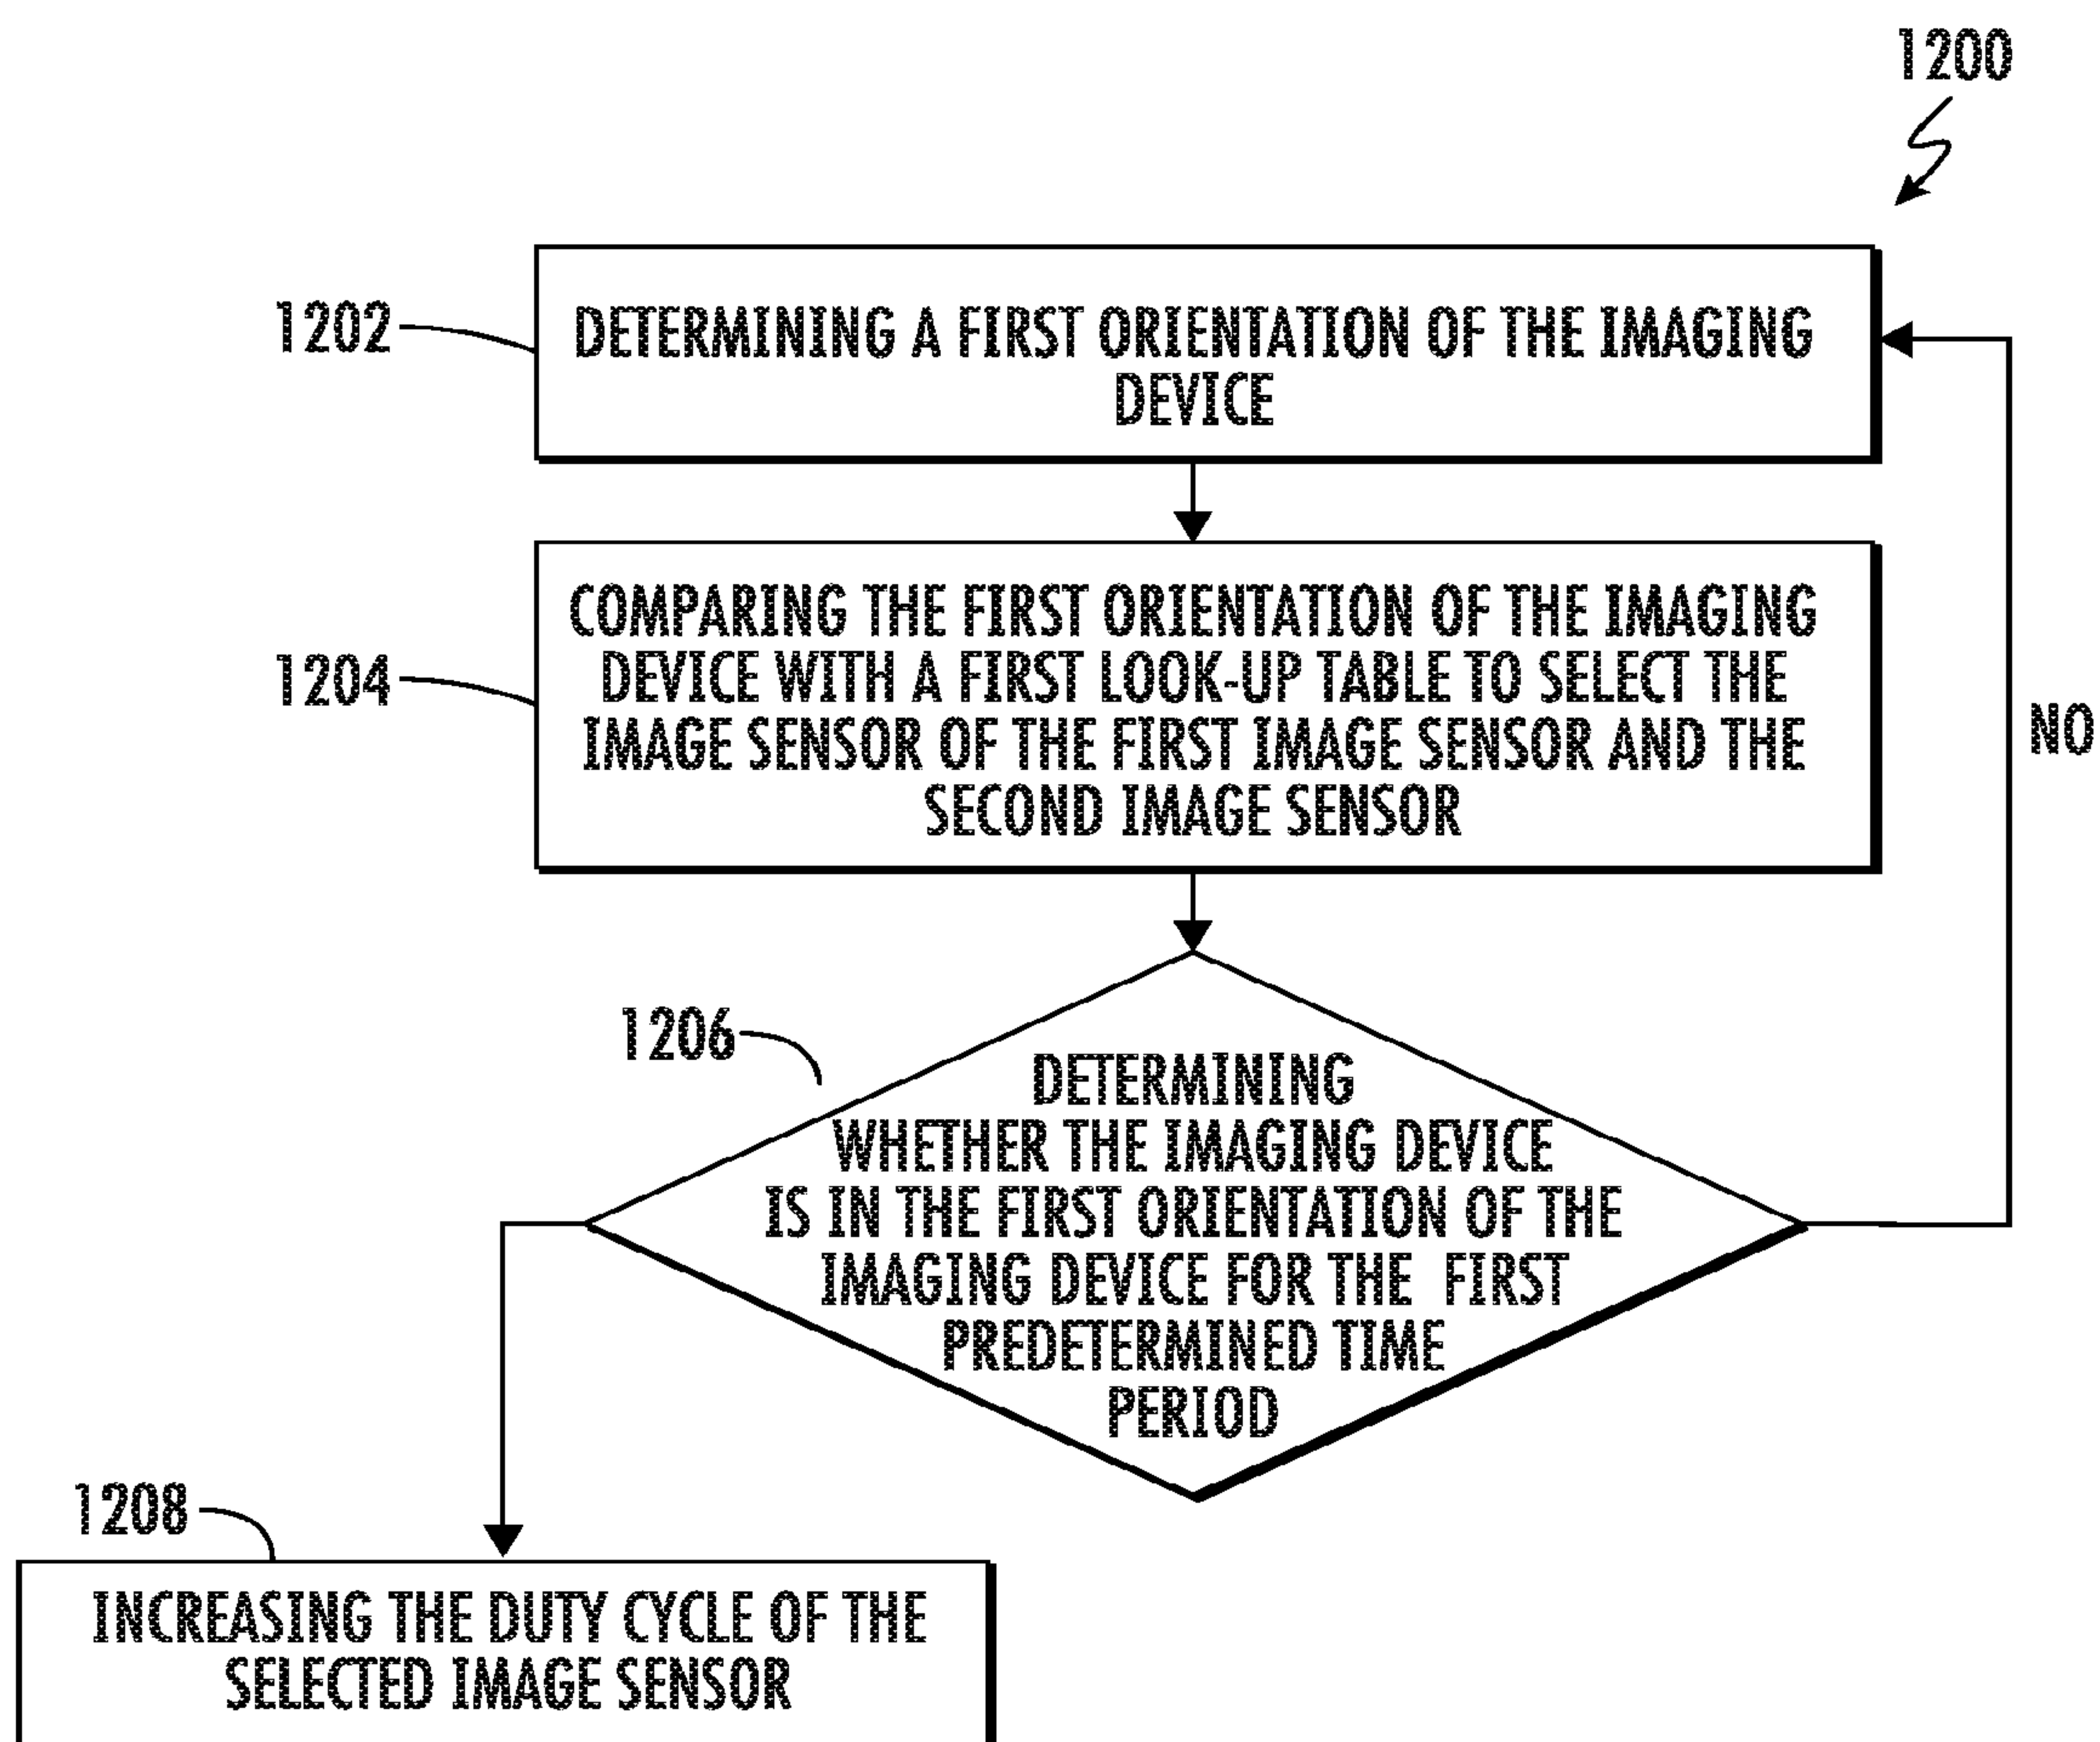 1200
1202
DETERMINING A FIRST ORIENTATION OF THE IMAGING
DEVICE
1204
COMPARING THE FIRST ORIENTATION OF THE IMAGING
DEVICE WITH A FIRST LOOK-UP TABLE TO SELECT THE
IMAGE SENSOR OF THE FIRST IMAGE SENSOR AND THE
SECOND IMAGE SENSOR
NO
1206
DETERMINING
WHETHER THE IMAGING DEVICE
IS IN THE FIRST ORIENTATION OF THE
IMAGING DEVICE FOR THE FIRST
PREDETERMINED TIME
PERIOD
1208
INCREASING THE DUTY CYCLE OF THE
SELECTED IMAGE SENSOR